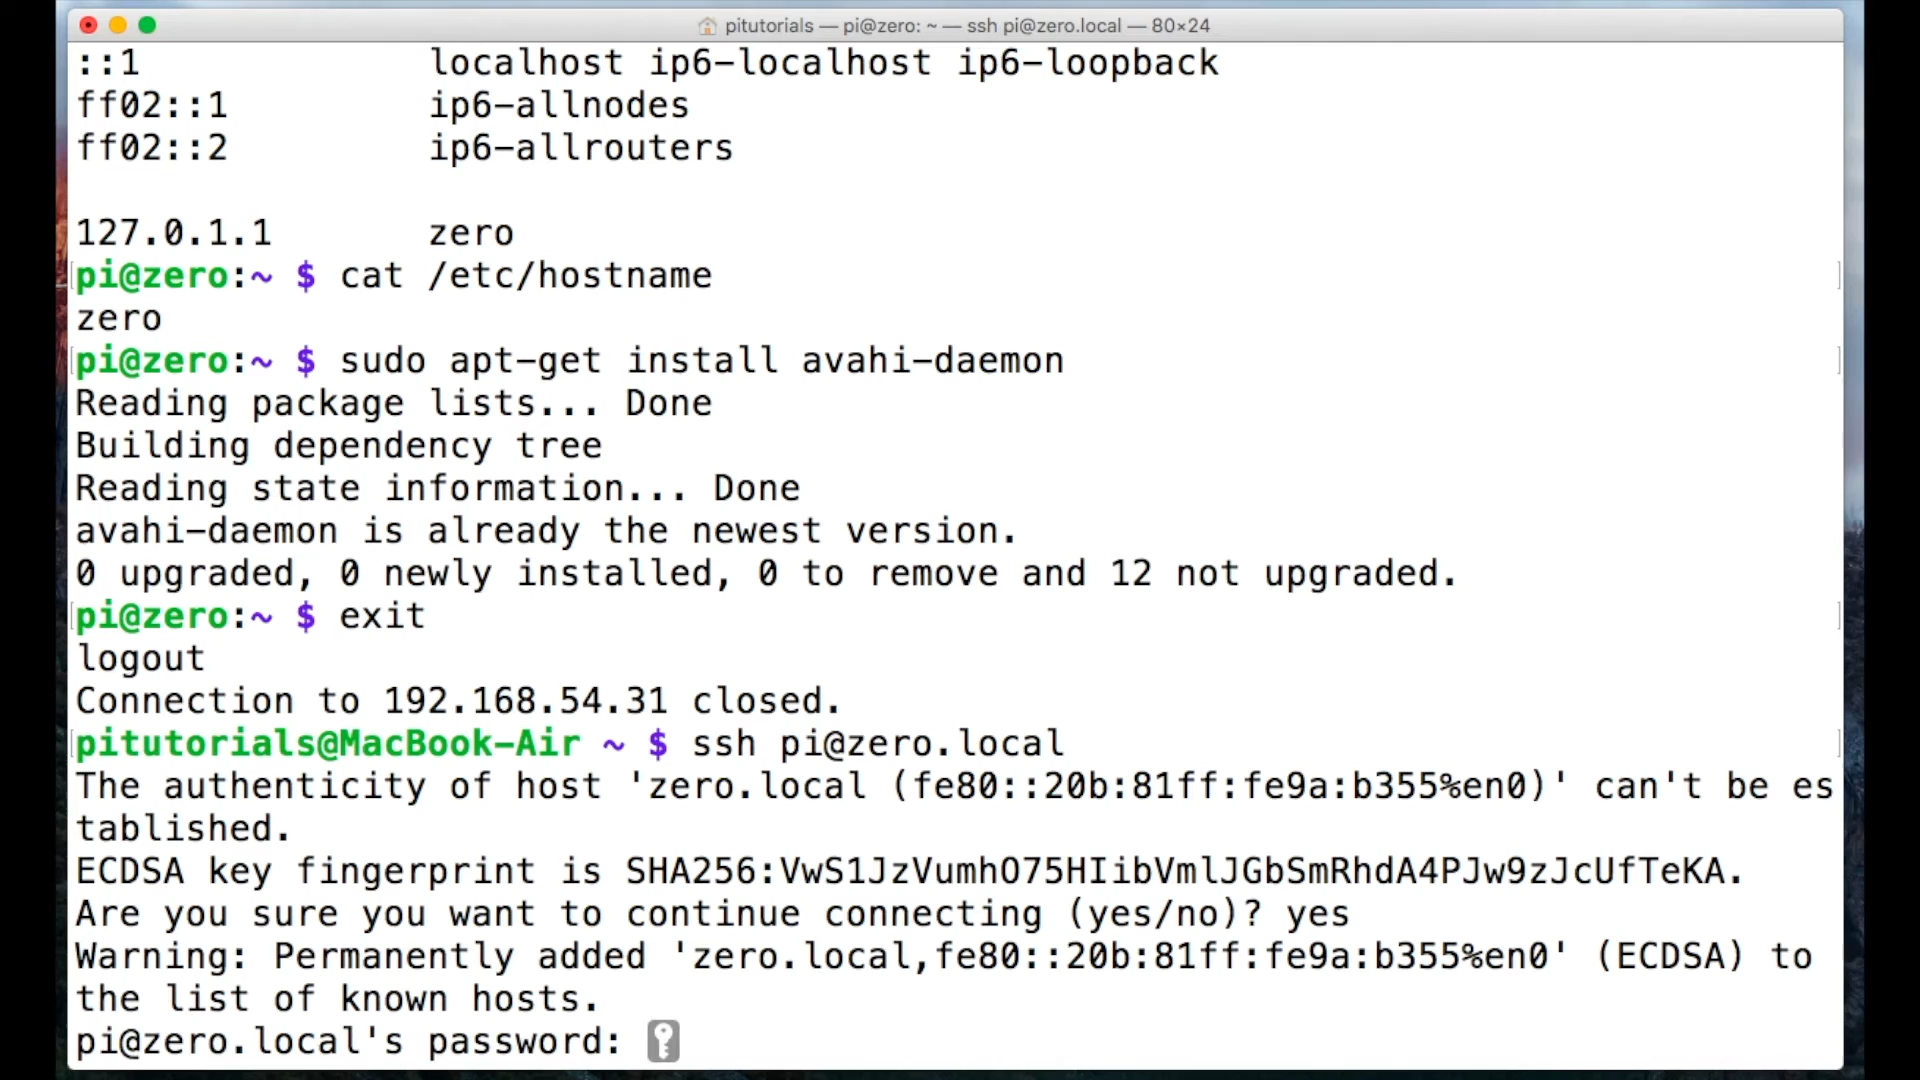 pitutorials — pi@zero: ~ — ssh pi@zero.local — 80×24
::1 localhost ip6-localhost ip6-loopback
ff02::1 ip6-allnodes
ff02::2 ip6-allrouters
127.0.1.1 zero
pi@zero:~ $ cat /etc/hostname
zero
pi@zero:~ $ sudo apt-get install avahi-daemon
Reading package lists... Done
Building dependency tree
Reading state information... Done
avahi-daemon is already the newest version.
0 upgraded, 0 newly installed, 0 to remove and 12 not upgraded.
pi@zero:~ $ exit
logout
Connection to 192.168.54.31 closed.
pitutorials@MacBook-Air ~ $ ssh pi@zero.local
The authenticity of host 'zero.local (fe80::20b:81ff:fe9a:b355%en0)' can't be es
tablished.
ECDSA key fingerprint is SHA256:VwS1JzVumhO75HIibVmlJGbSmRhdA4PJw9zJcUfTeKA.
Are you sure you want to continue connecting (yes/no)? yes
Warning: Permanently added 'zero.local,fe80::20b:81ff:fe9a:b355%en0' (ECDSA) to
the list of known hosts.
pi@zero.local's password: